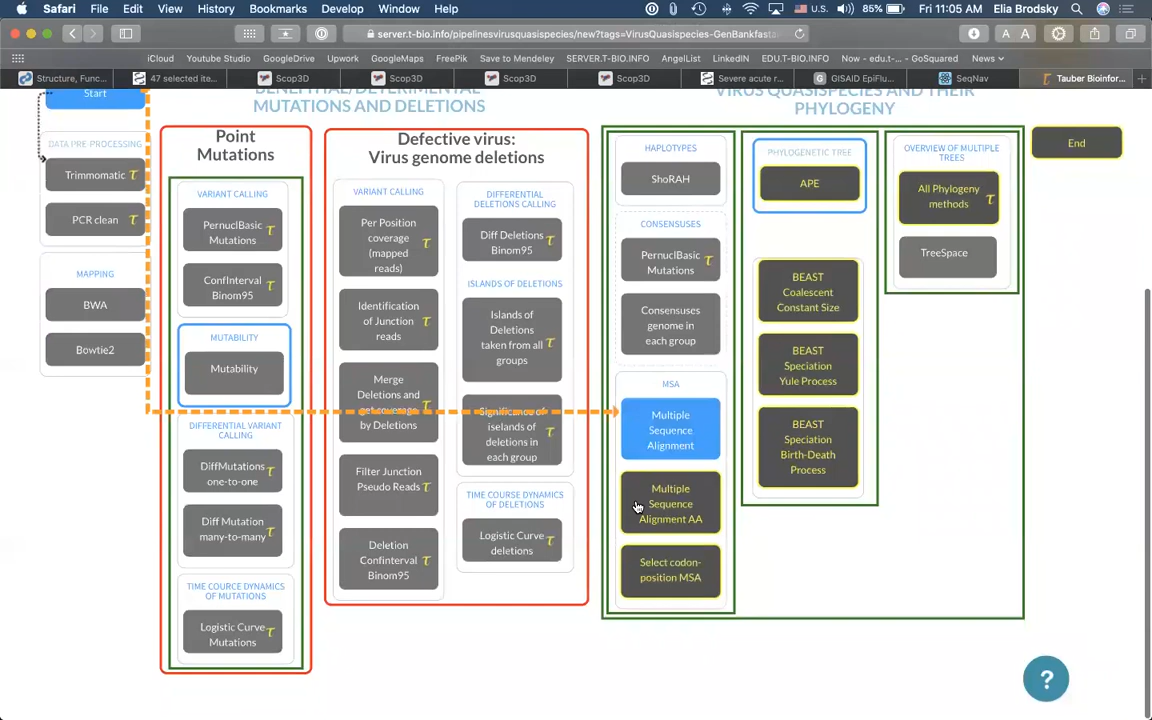 Safari File Edit View History Bookmarks Develop Window Help U.S. 85% Fri 11:05 AM Elia Brodsky
server.t-bio.info/pipelinesvirusquasispecies/new?tags=VirusQuasispecies-GenBankfasta
iCloud Youtube Studio GoogleDrive Upwork GoogleMaps FreePik Save to Mendeley SERVER.T-BIO.INFO AngelList LinkedIN EDU.T-BIO.INFO Now - edu.t-... - GoSquared News
Structure, Func... 47 selected ite... Scop3D Scop3D Scop3D Scop3D Severe acute r... GISAID EpiFlu... SeqNav Tauber Bioinfor...
Start
DATA PRE PROCESSING
Trimmomatic τ
PCR clean τ
MAPPING
BWA
Bowtie2
BENEFITIAL/DETERIMENTAL
MUTATIONS AND DELETIONS
Point
Mutations
VARIANT CALLING
PernuclBasic
Mutations τ
ConfInterval
Binom95 τ
MUTABILITY
Mutability
DIFFERENTIAL VARIANT
CALLING
DiffMutations
one-to-one τ
Diff Mutation
many-to-many τ
TIME COURCE DYNAMICS
OF MUTATIONS
Logistic Curve
Mutations τ
Defective virus:
Virus genome deletions
VARIANT CALLING
Per Position
coverage
(mapped
reads) τ
Identification
of Junction
reads τ
Merge
Deletions and
get coverage
by Deletions τ
Filter Junction
Pseudo Reads τ
Deletion
Confinterval
Binom95 τ
DIFFERENTIAL
DELETIONS CALLING
Diff Deletions
Binom95 τ
ISLANDS OF DELETIONS
Islands of
Deletions
taken from all
groups τ
Significance of
iselands of
deletions in
each group τ
TIME COURSE DYNAMICS
OF DELETIONS
Logistic Curve
deletions τ
VIRUS QUASISPECIES AND THEIR
PHYLOGENY
HAPLOTYPES
ShoRAH
CONSENSUSES
PernuclBasic
Mutations τ
Consensuses
genome in
each group
MSA
Multiple
Sequence
Alignment
Multiple
Sequence
Alignment AA
Select codon-
position MSA
PHYLOGENETIC TREE
APE
BEAST
Coalescent
Constant Size
BEAST
Speciation
Yule Process
BEAST
Speciation
Birth-Death
Process
OVERVIEW OF MULTIPLE
TREES
All Phylogeny
methods τ
TreeSpace
End
?